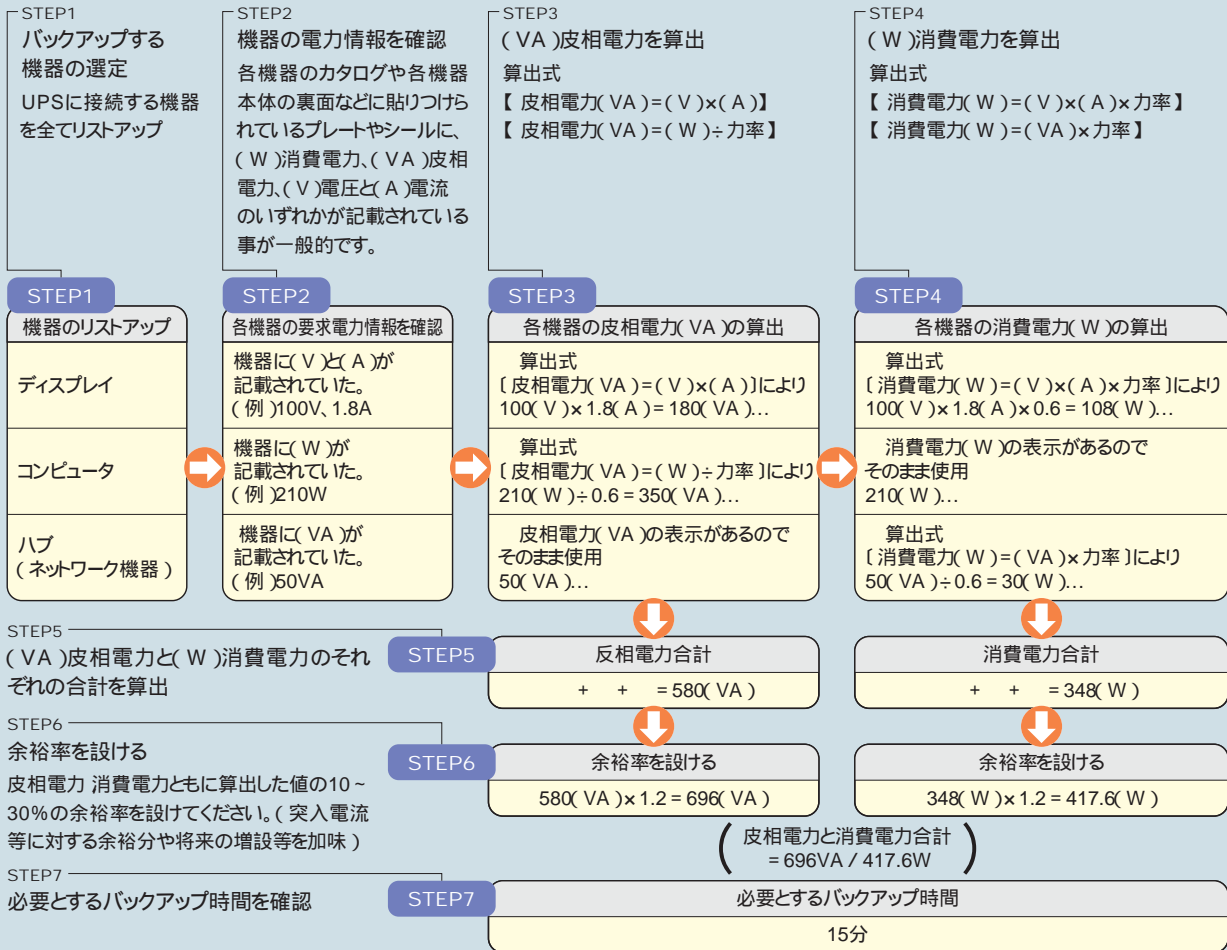 STEP1
バックアップする
機器の選定
UPSに接続する機器
を全てリストアップ
STEP2
機器の電力情報を確認
各機器のカタログや各機器
本体の裏面などに貼りつけら
れているプレートやシールに、
(W)消費電力、(VA)皮相
電力、(V)電圧と(A)電流
のいずれかが記載されている
事が一般的です。
STEP3
(VA)皮相電力を算出
算出式
【 皮相電力(VA)=(V)×(A)】
【 皮相電力(VA)=(W)÷力率】
STEP4
(W)消費電力を算出
算出式
【 消費電力(W)=(V)×(A)×力率】
【 消費電力(W)=(VA)×力率】
STEP1
機器のリストアップ
ディスプレイ
コンピュータ
ハブ
(ネットワーク機器)
STEP2
各機器の要求電力情報を確認
機器に(V)と(A)が
記載されていた。
(例)100V、1.8A
機器に(W)が
記載されていた。
(例)210W
機器に(VA)が
記載されていた。
(例)50VA
STEP3
各機器の皮相電力(VA)の算出
算出式
〔皮相電力(VA)=(V)×(A)〕により
100(V)×1.8(A)=180(VA)…
算出式
〔皮相電力(VA)=(W)÷力率〕により
210(W)÷0.6=350(VA)…
皮相電力(VA)の表示があるので
そのまま使用
50(VA)…
STEP4
各機器の消費電力(W)の算出
算出式
〔消費電力(W)=(V)×(A)×力率〕により
100(V)×1.8(A)×0.6=108(W)…
消費電力(W)の表示があるので
そのまま使用
210(W)…
算出式
〔消費電力(W)=(VA)×力率〕により
50(VA)÷0.6=30(W)…
STEP5
(VA)皮相電力と(W)消費電力のそれ
ぞれの合計を算出
STEP5
反相電力合計
+ + =580(VA)
消費電力合計
+ + =348(W)
STEP6
余裕率を設ける
皮相電力 消費電力ともに算出した値の10~
30%の余裕率を設けてください。(突入電流
等に対する余裕分や将来の増設等を加味)
STEP6
余裕率を設ける
580(VA)×1.2=696(VA)
余裕率を設ける
348(W)×1.2=417.6(W)
(皮相電力と消費電力合計
=696VA / 417.6W)
STEP7
必要とするバックアップ時間を確認
STEP7
必要とするバックアップ時間
15分